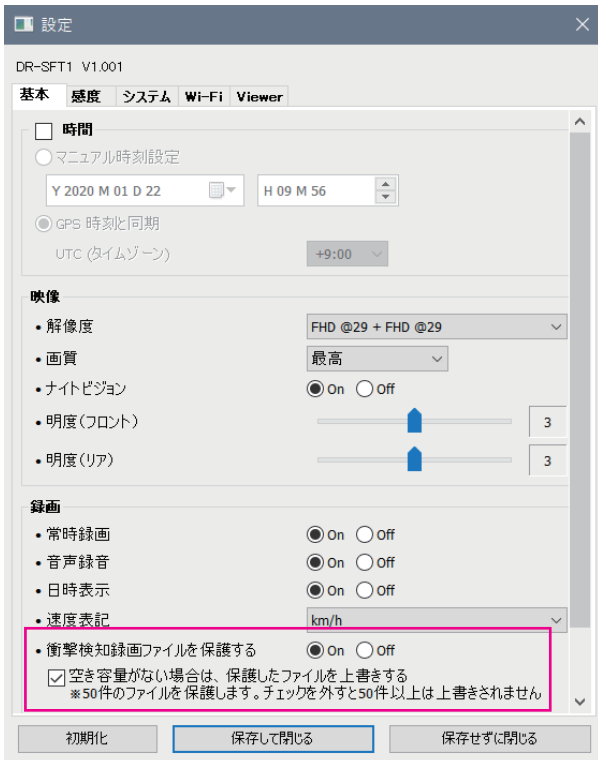 設定
DR-SFT1 V1.001
基本 感度 システム Wi-Fi Viewer
時間
マニュアル時刻設定
Y 2020 M 01 D 22 H 09 M 56
GPS 時刻と同期
UTC (タイムゾーン) +9:00
映像
• 解像度 FHD @29 + FHD @29
• 画質 最高
• ナイトビジョン On Off
• 明度(フロント) 3
• 明度(リア) 3
録画
• 常時録画 On Off
• 音声録音 On Off
• 日時表示 On Off
• 速度表記 km/h
• 衝撃検知録画ファイルを保護する On Off
空き容量がない場合は、保護したファイルを上書きする
※50件のファイルを保護します。チェックを外すと50件以上は上書きされません
初期化 保存して閉じる 保存せずに閉じる